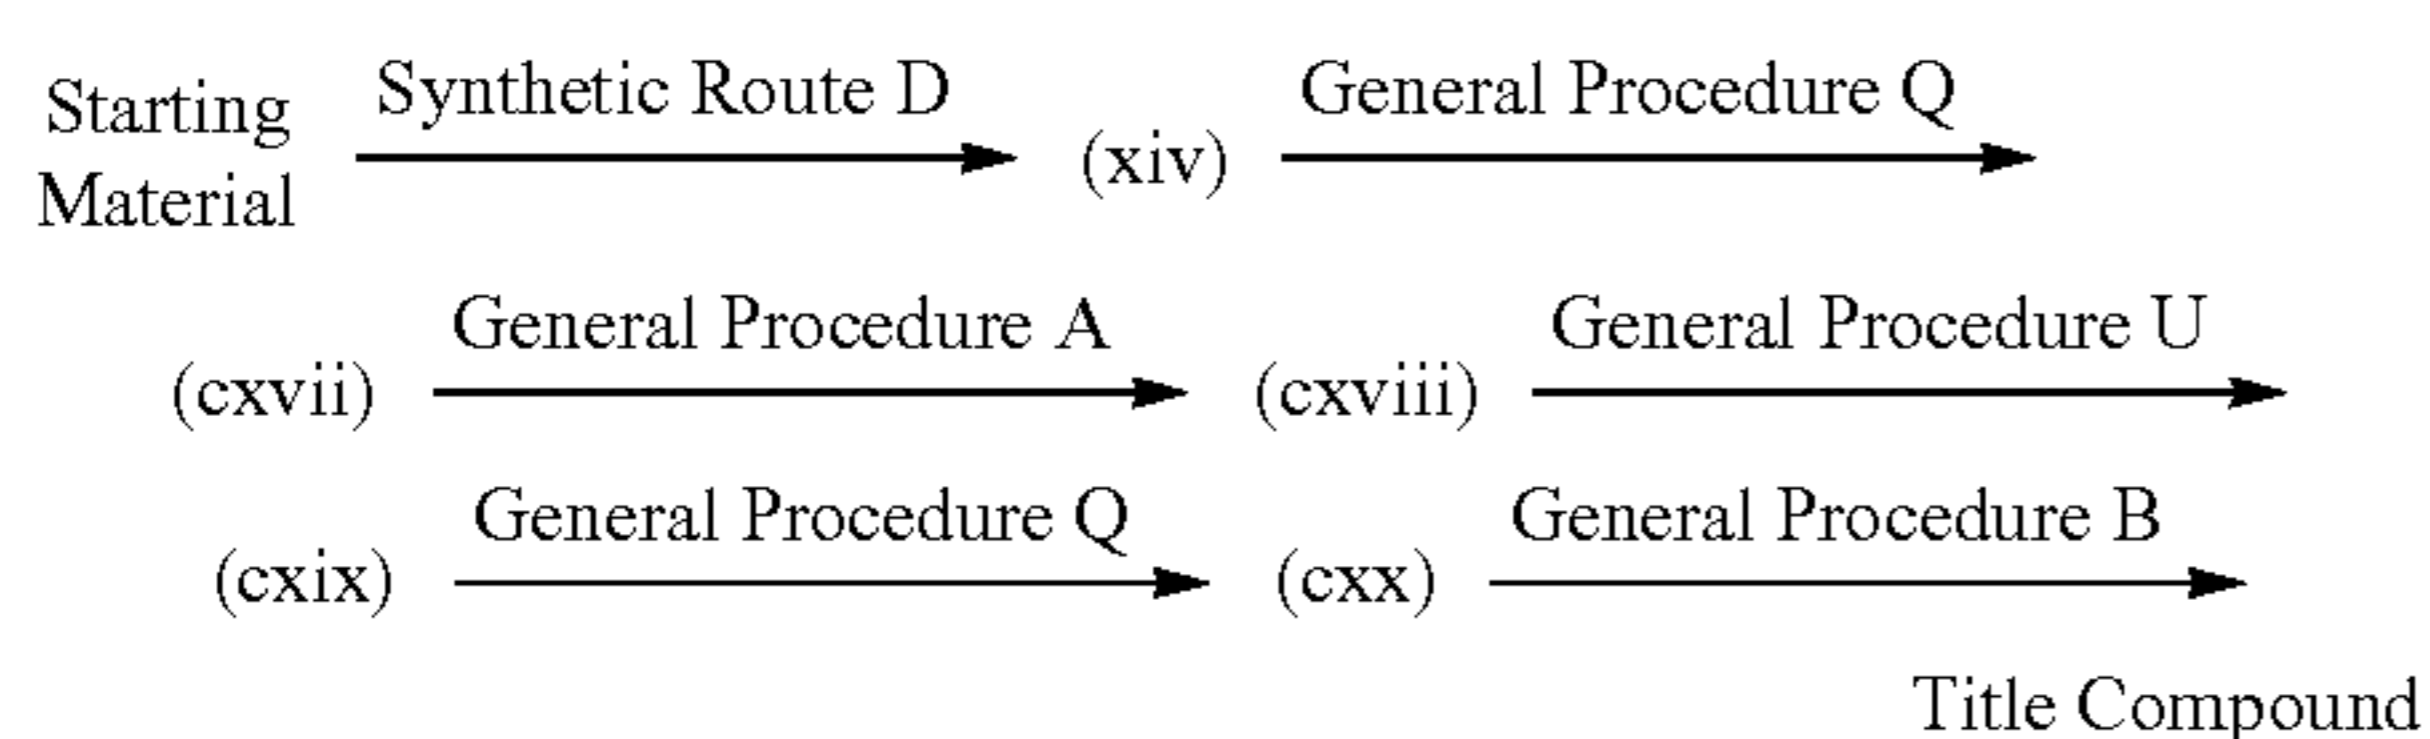 Starting Material Synthetic Route D (xiv) General Procedure Q
(cxvii) General Procedure A (cxviii) General Procedure U
(cxix) General Procedure Q (cxx) General Procedure B
Title Compound